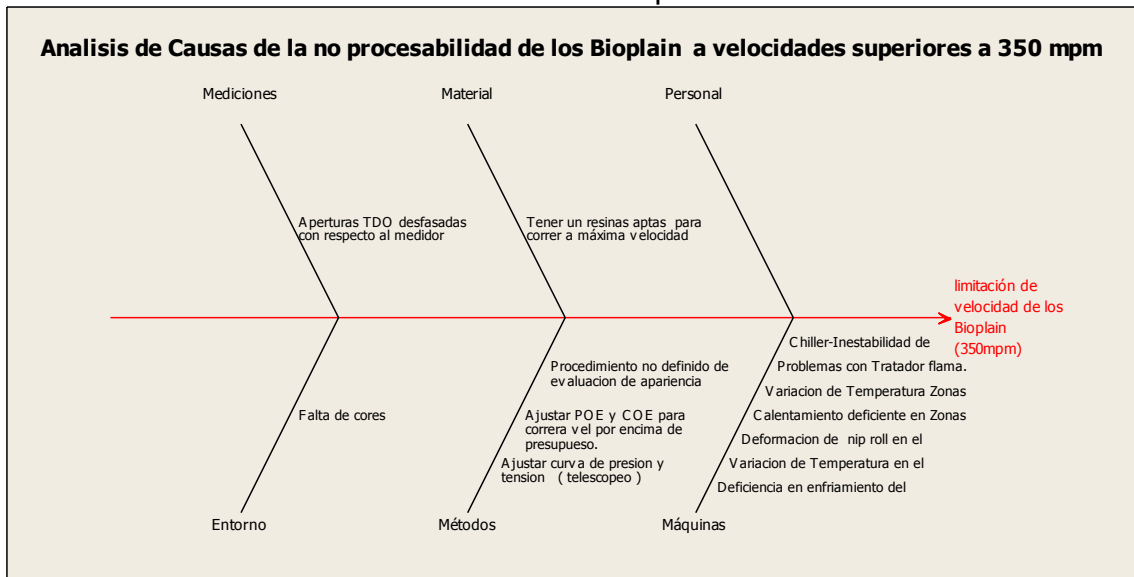 Analisis de Causas de la no procesabilidad de los Bioplain a velocidades superiores a 350 mpm
Mediciones
Material
Personal
Aperturas TDO desfasadas
con respecto al medidor
Tener un resinas aptas para
correr a máxima velocidad
limitación de
velocidad de los
Bioplain
(350mpm)
Chiller-Inestabilidad de
Problemas con Tratador flama.
Variacion de Temperatura Zonas
Calentamiento deficiente en Zonas
Deformacion de nip roll en el
Variacion de Temperatura en el
Deficiencia en enfriamiento del
Procedimiento no definido de
evaluacion de apariencia
Ajustar POE y COE para
correra vel por encima de
presupueso.
Ajustar curva de presion y
tension ( telescopeo )
Falta de cores
Entorno
Métodos
Máquinas